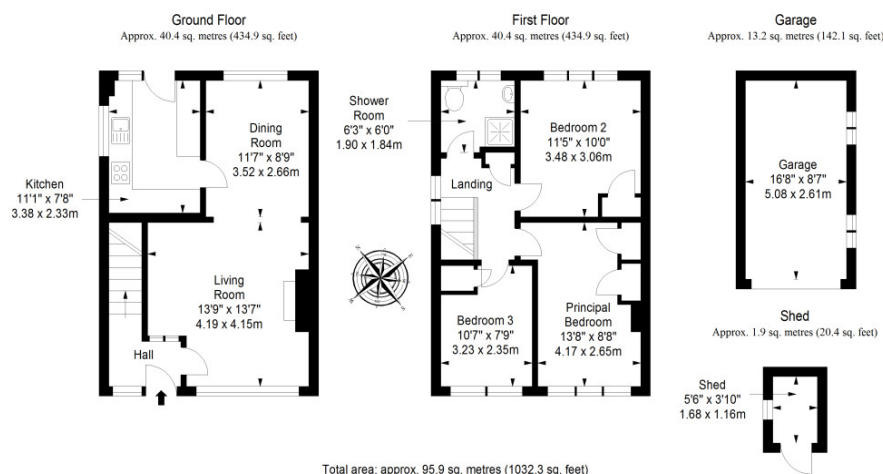 Ground Floor
Approx. 40.4 sq. metres (434.9 sq. feet)
Kitchen
11'1" x 7'8"
3.38 x 2.33m
Dining
Room
11'7" x 8'9"
3.52 x 2.66m
Living
Room
13'9" x 13'7"
4.19 x 4.15m
Hall
First Floor
Approx. 40.4 sq. metres (434.9 sq. feet)
Shower
Room
6'3" x 6'0"
1.90 x 1.84m
Bedroom 2
11'5" x 10'0"
3.48 x 3.06m
Landing
Bedroom 3
10'7" x 7'9"
3.23 x 2.35m
Principal
Bedroom
13'8" x 8'8"
4.17 x 2.65m
Garage
Approx. 13.2 sq. metres (142.1 sq. feet)
Garage
16'8" x 8'7"
5.08 x 2.61m
Shed
Approx. 1.9 sq. metres (20.4 sq. feet)
Shed
5'6" x 3'10"
1.68 x 1.16m
Total area: approx. 95.9 sq. metres (1032.3 sq. feet)